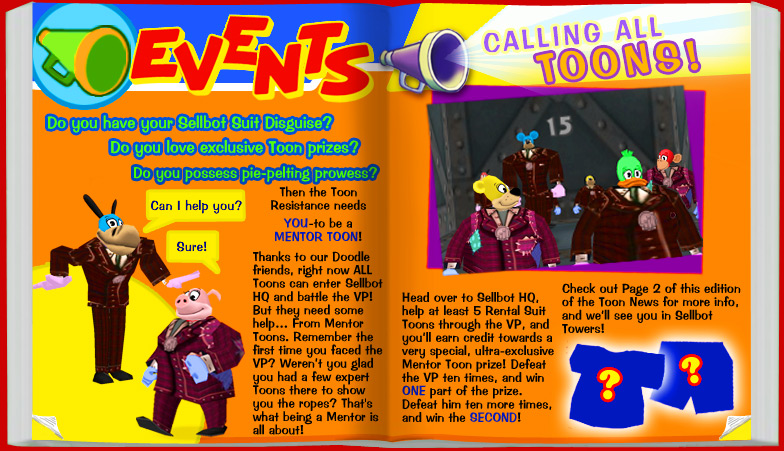 EVENTS
Do you have your Sellbot Suit Disguise?
Do you love exclusive Toon prizes?
Do you possess pie-pelting prowess?
Can I help you?
Sure!
Then the Toon
Resistance needs
YOU-to be a
MENTOR TOON!
Thanks to our Doodle
friends, right now ALL
Toons can enter Sellbot
HQ and battle the VP!
But they need some
help... From Mentor
Toons. Remember the
first time you faced the
VP? Weren't you glad
you had a few expert
Toons there to show
you the ropes? That's
what being a Mentor is
all about!
CALLING ALL
TOONS!
15
Head over to Sellbot HQ,
help at least 5 Rental Suit
Toons through the VP, and
you'll earn credit towards a
very special, ultra-exclusive
Mentor Toon prize! Defeat
the VP ten times, and win
ONE part of the prize.
Defeat him ten more times,
and win the SECOND!
Check out Page 2 of this edition
of the Toon News for more info,
and we'll see you in Sellbot
Towers!
? ?